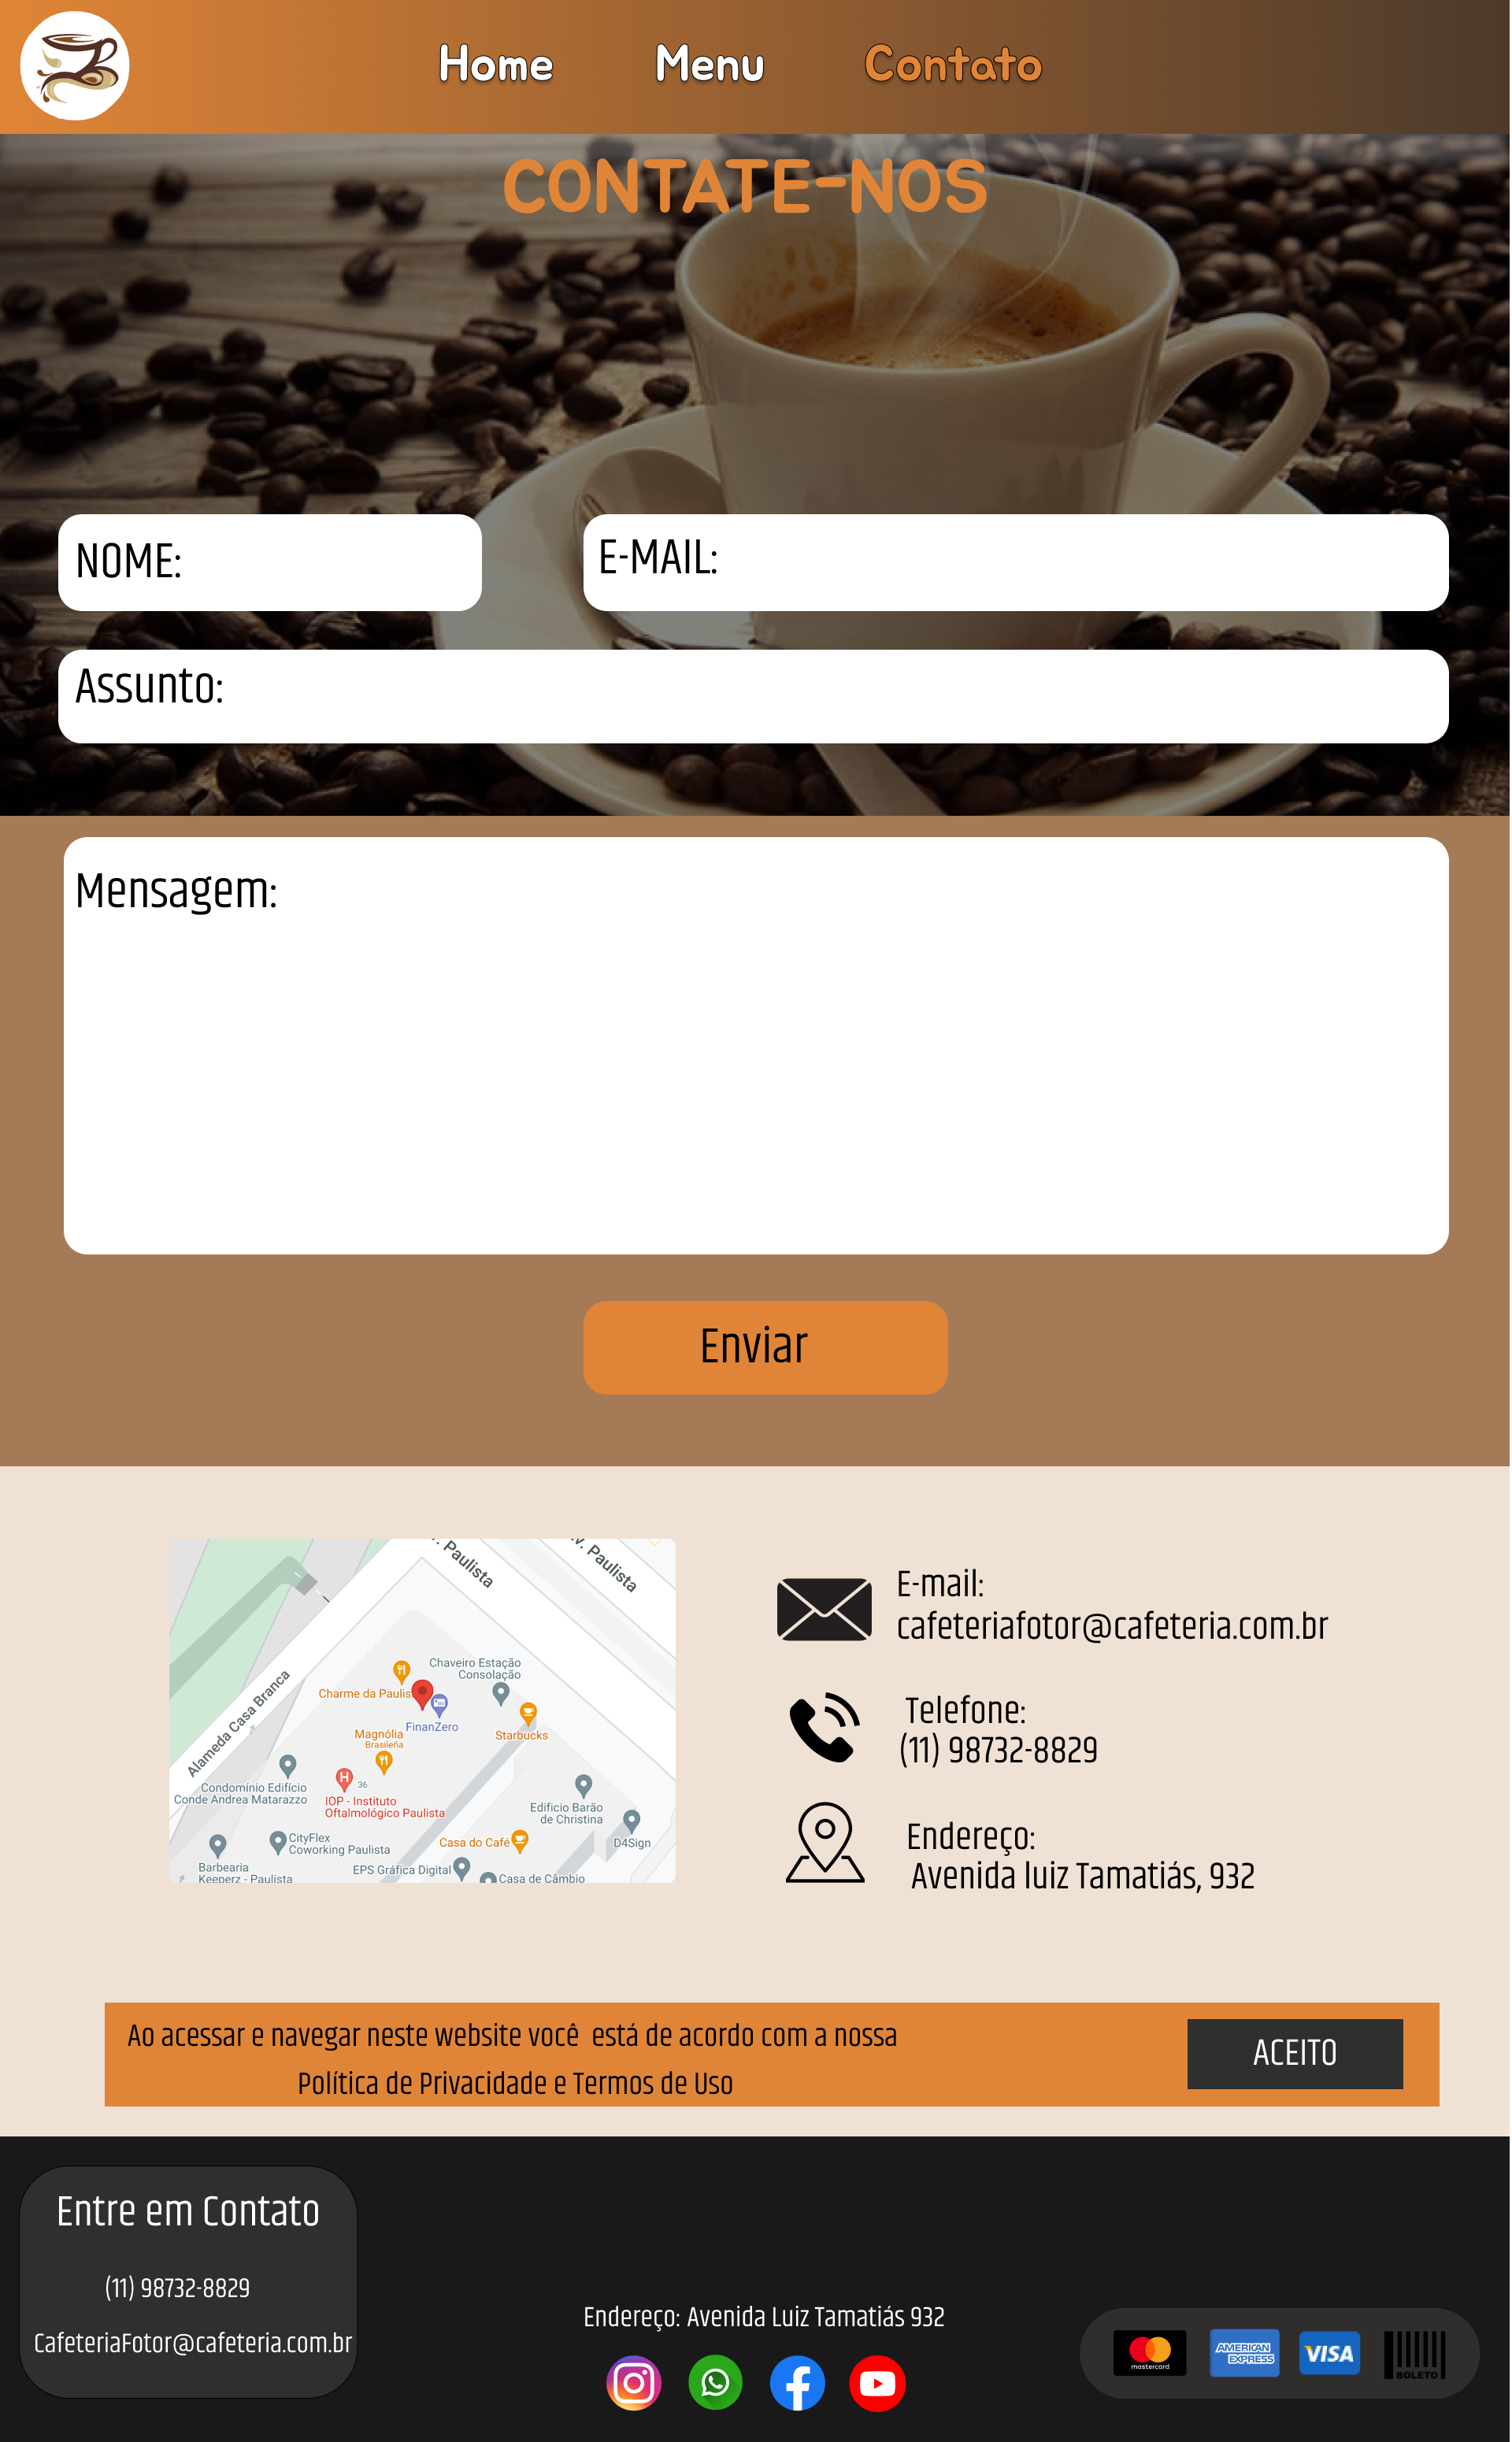 Home Menu Contato
CONTATE-NOS
NOME: E-MAIL:
Assunto:
Mensagem:
Enviar
Paulista
v. Paulista
Alameda Casa Branca
Chaveiro Estação
Consolação
Charme da Paulis
FinanZero
Starbucks
Magnólia
Brasileña
Condomínio Edifício
Conde Andrea Matarazzo
H
36
IOP - Instituto
Oftalmológico Paulista
Edificio Barão
de Christina
D4Sign
CityFlex
Coworking Paulista
Casa do Café
Barbearia
Keeperz - Paulista
EPS Gráfica Digital
Casa de Câmbio
E-mail:
cafeteriafotor@cafeteria.com.br
Telefone:
(11) 98732-8829
Endereço:
Avenida luiz Tamatiás, 932
Ao acessar e navegar neste website você está de acordo com a nossa
Política de Privacidade e Termos de Uso
ACEITO
Entre em Contato
(11) 98732-8829
CafeteriaFotor@cafeteria.com.br
Endereço: Avenida Luiz Tamatiás 932
mastercard
AMERICAN
EXPRESS
VISA
BOLETO